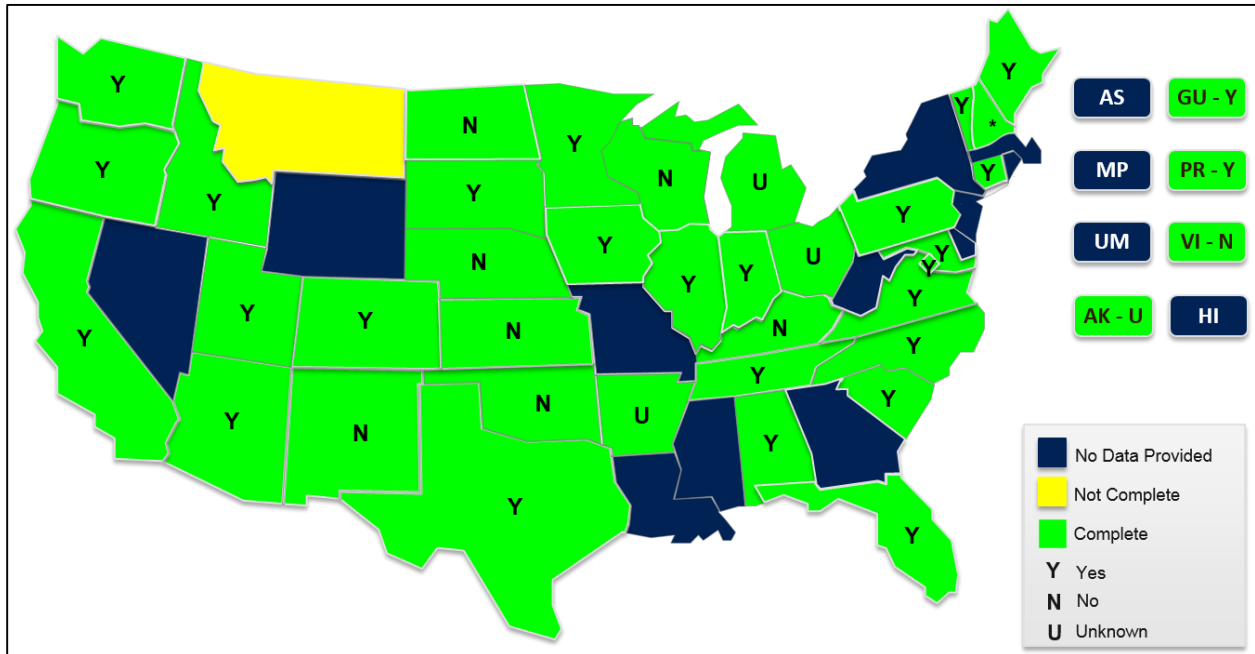 Y
Y
N
Y
Y
Y
*
Y
Y
Y
N
U
Y
Y
Y
N
Y
Y
Y
U
Y
Y
Y
Y
Y
N
N
Y
Y
Y
N
N
U
Y
Y
Y
Y
AS
GU - Y
MP
PR - Y
UM
VI - N
AK - U
HI
No Data Provided
Not Complete
Complete
Y Yes
N No
U Unknown